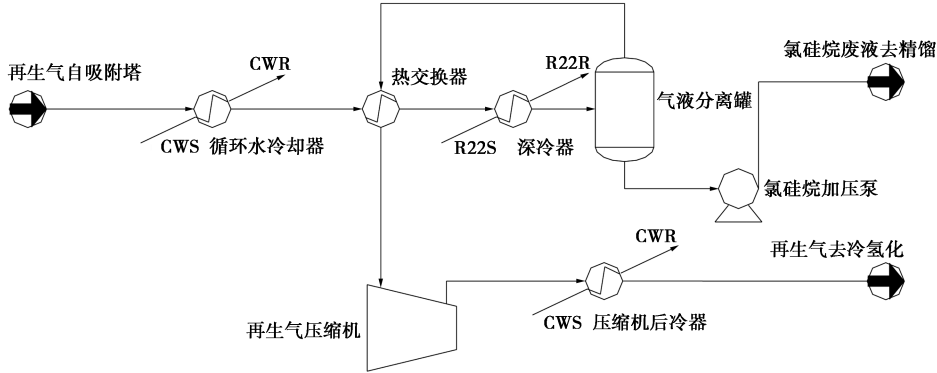 氯硅烷废液去精馏
CWR
R22R
再生气自吸附塔
热交换器
气液分离罐
CWS 循环水冷却器
R22S 深冷器
氯硅烷加压泵
CWR
再生气去冷氢化
再生气压缩机
CWS 压缩机后冷器